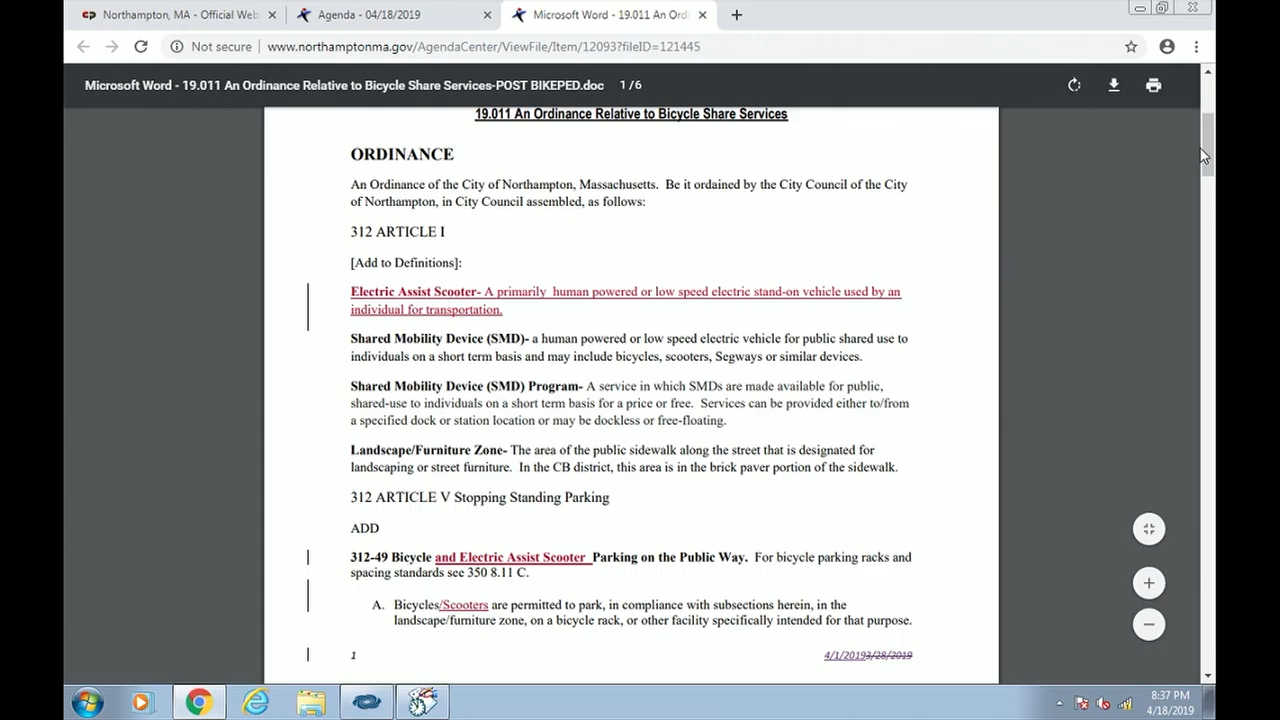 Northampton, MA - Official Web
Agenda - 04/18/2019
Microsoft Word - 19.011 An Ordi
Not secure
www.northamptonma.gov/AgendaCenter/ViewFile/Item/12093?fileID=121445
Microsoft Word - 19.011 An Ordinance Relative to Bicycle Share Services-POST BIKEPED.doc
1/6
19.011 An Ordinance Relative to Bicycle Share Services
ORDINANCE
An Ordinance of the City of Northampton, Massachusetts. Be it ordained by the City Council of the City
of Northampton, in City Council assembled, as follows:
312 ARTICLE I
[Add to Definitions]:
Electric Assist Scooter- A primarily human powered or low speed electric stand-on vehicle used by an
individual for transportation.
Shared Mobility Device (SMD)- a human powered or low speed electric vehicle for public shared use to
individuals on a short term basis and may include bicycles, scooters, Segways or similar devices.
Shared Mobility Device (SMD) Program- A service in which SMDs are made available for public,
shared-use to individuals on a short term basis for a price or free. Services can be provided either to/from
a specified dock or station location or may be dockless or free-floating.
Landscape/Furniture Zone- The area of the public sidewalk along the street that is designated for
landscaping or street furniture. In the CB district, this area is in the brick paver portion of the sidewalk.
312 ARTICLE V Stopping Standing Parking
ADD
312-49 Bicycle and Electric Assist Scooter Parking on the Public Way. For bicycle parking racks and
spacing standards see 350 8.11 C.
A. Bicycles/Scooters are permitted to park, in compliance with subsections herein, in the
landscape/furniture zone, on a bicycle rack, or other facility specifically intended for that purpose.
1
4/1/20193/28/2019
8:37 PM
4/18/2019